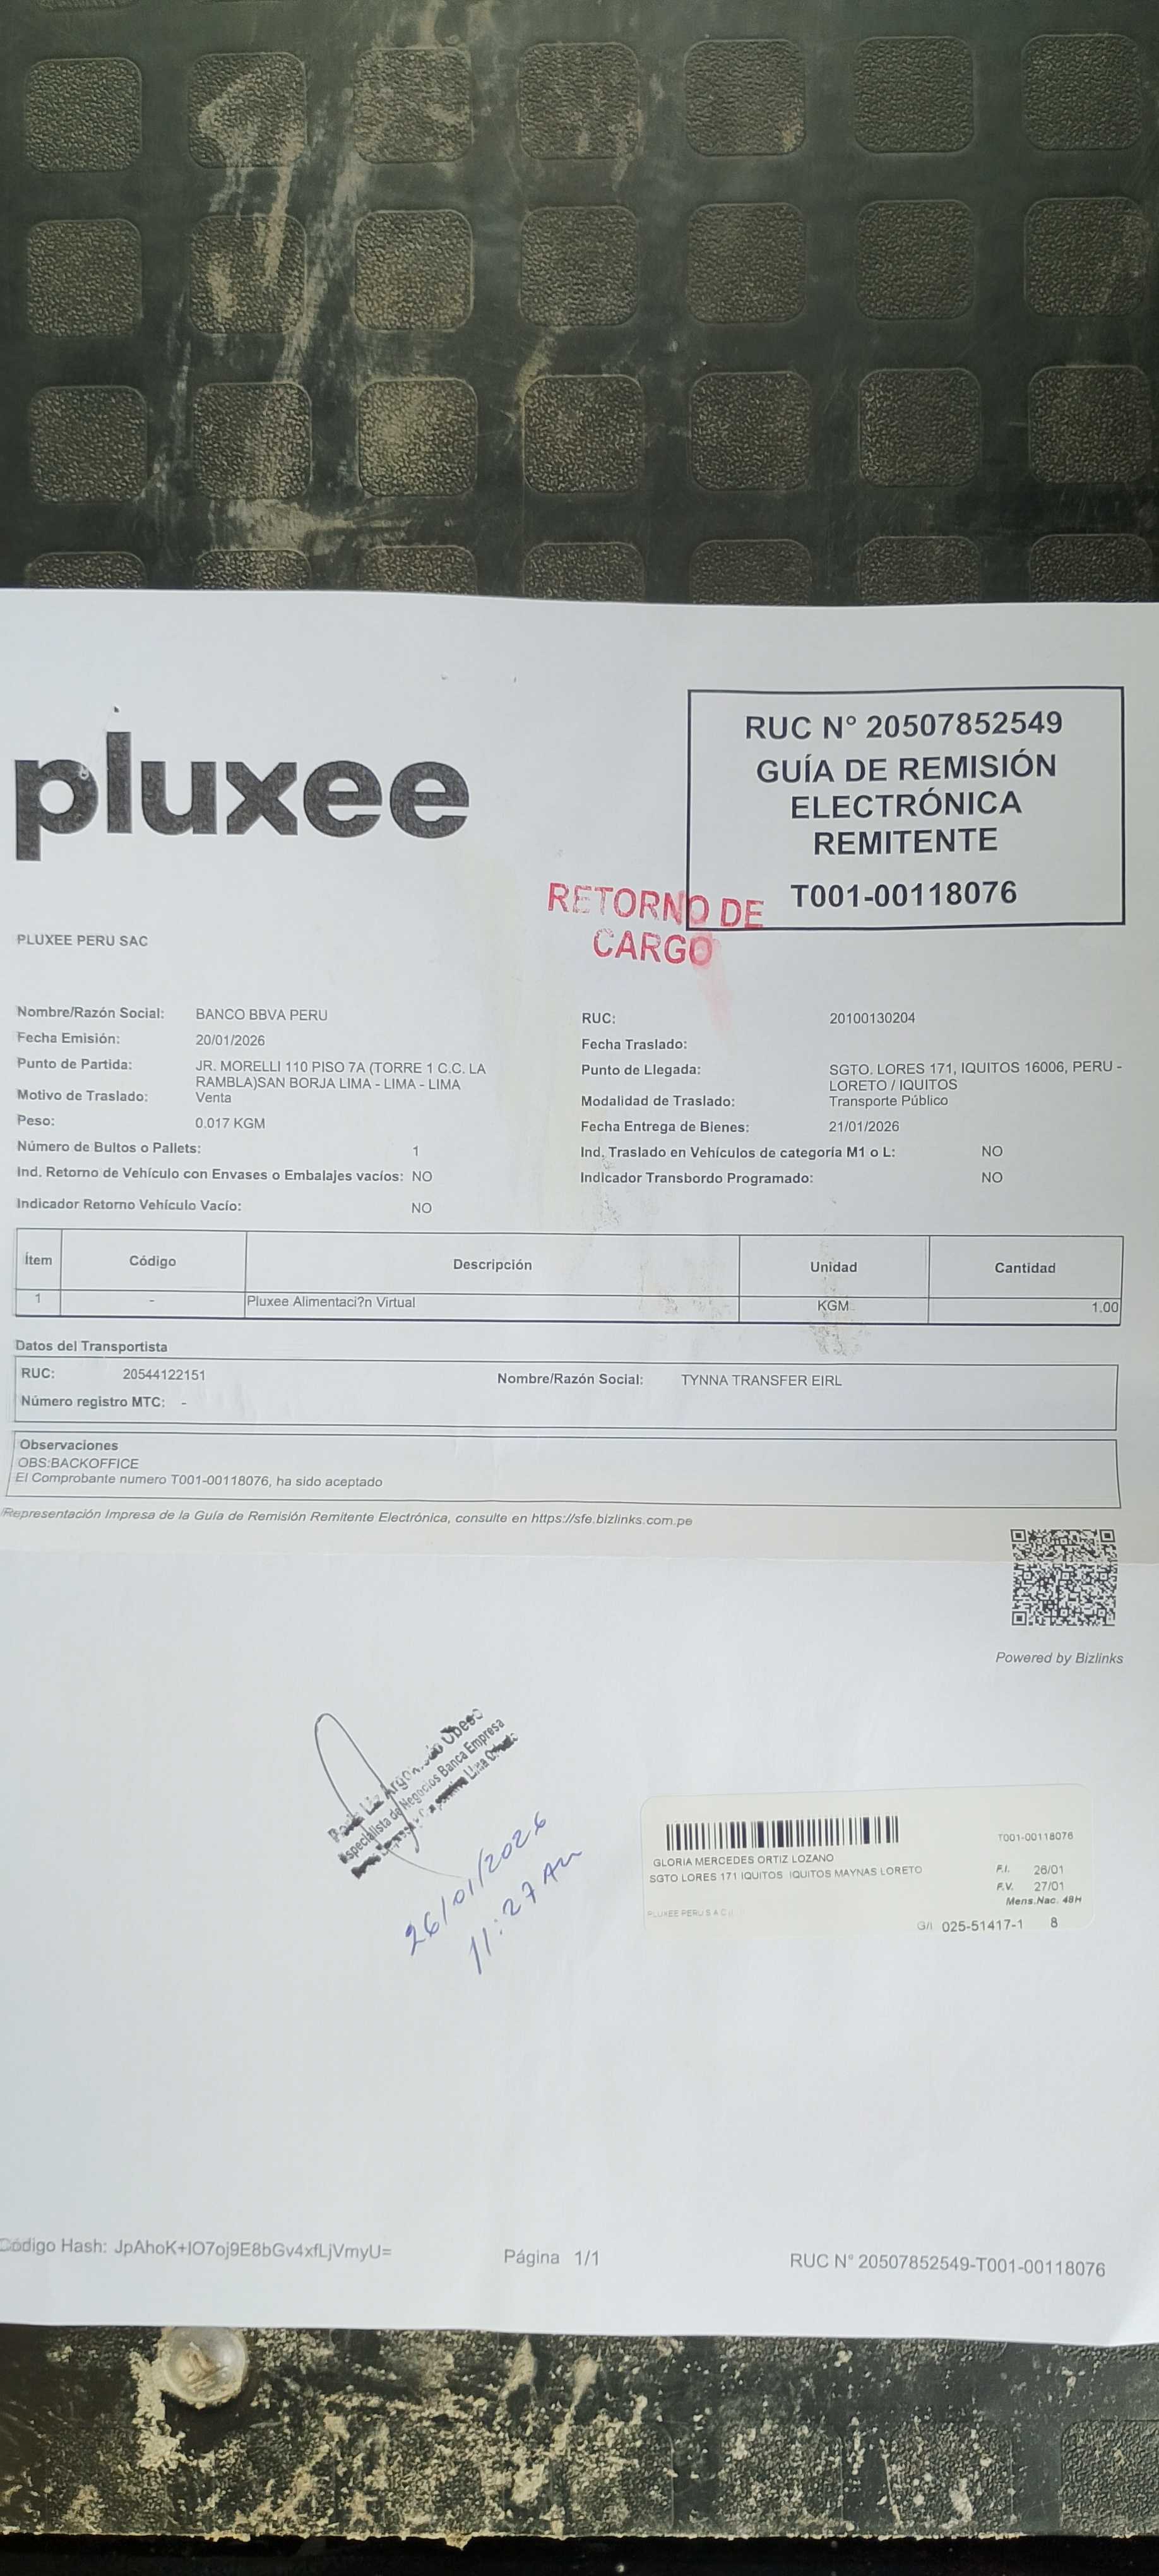 pluxee
RUC N° 20507852549
GUÍA DE REMISIÓN
ELECTRÓNICA
REMITENTE
T001-00118076
RETORNO DE
CARGO
PLUXEE PERU SAC
Nombre/Razón Social: BANCO BBVA PERU
Fecha Emisión: 20/01/2026
Punto de Partida: JR. MORELLI 110 PISO 7A (TORRE 1 C.C. LA
RAMBLA)SAN BORJA LIMA - LIMA - LIMA
Motivo de Traslado: Venta
Peso: 0.017 KGM
Número de Bultos o Pallets: 1
Ind. Retorno de Vehículo con Envases o Embalajes vacíos: NO
Indicador Retorno Vehículo Vacío: NO
RUC: 20100130204
Fecha Traslado:
Punto de Llegada: SGTO. LORES 171, IQUITOS 16006, PERU -
LORETO / IQUITOS
Modalidad de Traslado: Transporte Público
Fecha Entrega de Bienes: 21/01/2026
Ind. Traslado en Vehículos de categoría M1 o L: NO
Indicador Transbordo Programado: NO
Ítem Código Descripción Unidad Cantidad
1 - Pluxee Alimentaci?n Virtual KGM 1.00
Datos del Transportista
RUC: 20544122151 Nombre/Razón Social: TYNNA TRANSFER EIRL
Número registro MTC: -
Observaciones
OBS:BACKOFFICE
El Comprobante numero T001-00118076, ha sido aceptado
Representación Impresa de la Guía de Remisión Remitente Electrónica, consulte en https://sfe.bizlinks.com.pe
Powered by Bizlinks
Especialista de Negocios Banca Empresa
26/01/2026
11:27 AM
T001-00118076
GLORIA MERCEDES ORTIZ LOZANO
SGTO LORES 171 IQUITOS IQUITOS MAYNAS LORETO
F.I. 26/01
F.V. 27/01
Mens.Nac. 48H
PLUXEE PERU S A C
G/I 025-51417-1 8
Código Hash: JpAhoK+IO7oj9E8bGv4xfLjVmyU=
Página 1/1
RUC N° 20507852549-T001-00118076